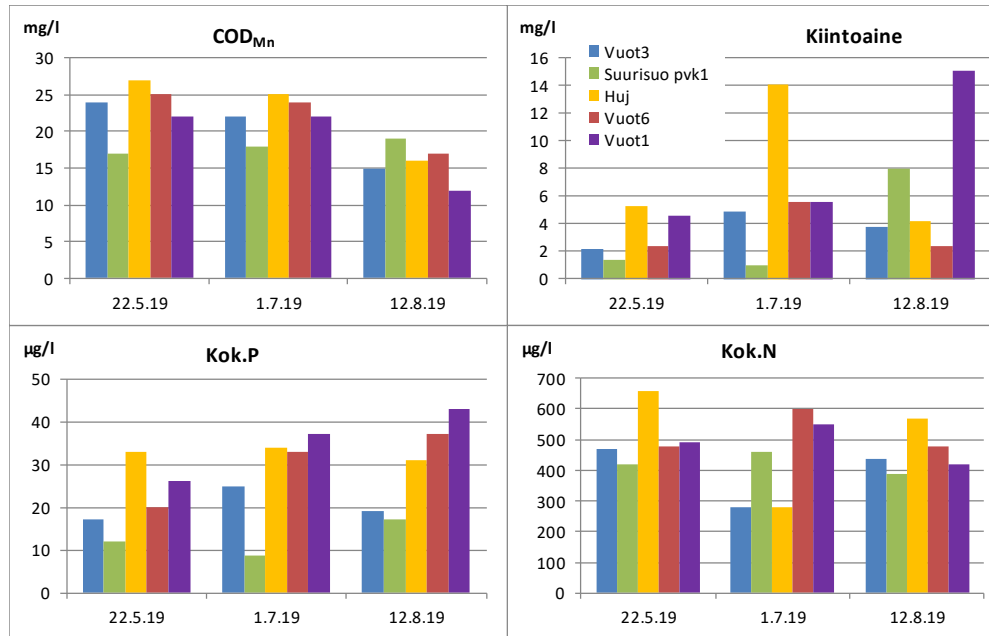 mg/l
COD_Mn
30
25
20
15
10
5
0
22.5.19 1.7.19 12.8.19
mg/l
Kiintoaine
Vuot3
Suurisuo pvk1
Huj
Vuot6
Vuot1
16
14
12
10
8
6
4
2
0
22.5.19 1.7.19 12.8.19
µg/l
Kok.P
50
40
30
20
10
0
22.5.19 1.7.19 12.8.19
µg/l
Kok.N
700
600
500
400
300
200
100
0
22.5.19 1.7.19 12.8.19